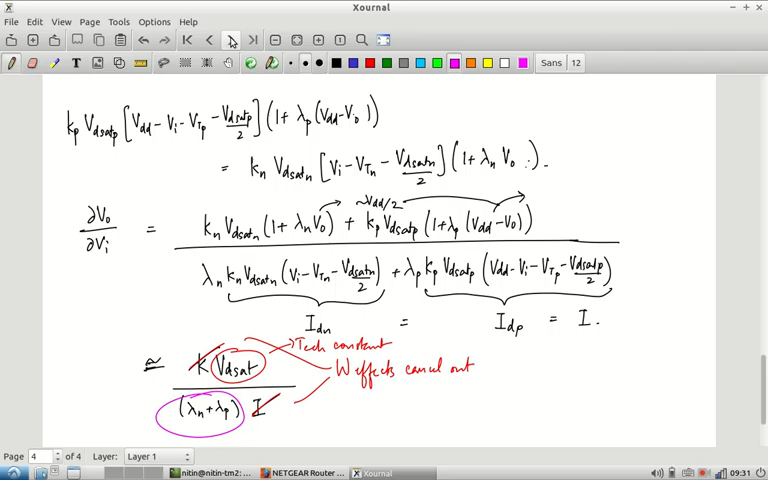 Xournal
File Edit View Page Tools Options Help
Sans 12
kp Vdsatp [Vdd - Vi - VTp - Vdsatp/2] (1 + λp (Vdd - Vo))
= kn Vdsatn [Vi - VTn - Vdsatn/2] (1 + λn Vo).
~Vdd/2
∂Vo/∂Vi = kn Vdsatn (1 + λn Vo) + kp Vdsatp (1 + λp (Vdd - Vo))
λn kn Vdsatn (Vi - VTn - Vdsatn/2) + λp kp Vdsatp (Vdd - Vi - VTp - Vdsatp/2)
Idn = Idp = I.
Tech constant
≅ k Vdsat
W effects cancel out
(λn + λp) I
Page 4 of 4 Layer Layer 1
nitin@nitin-tm2: NETGEAR Router Xournal 09:31